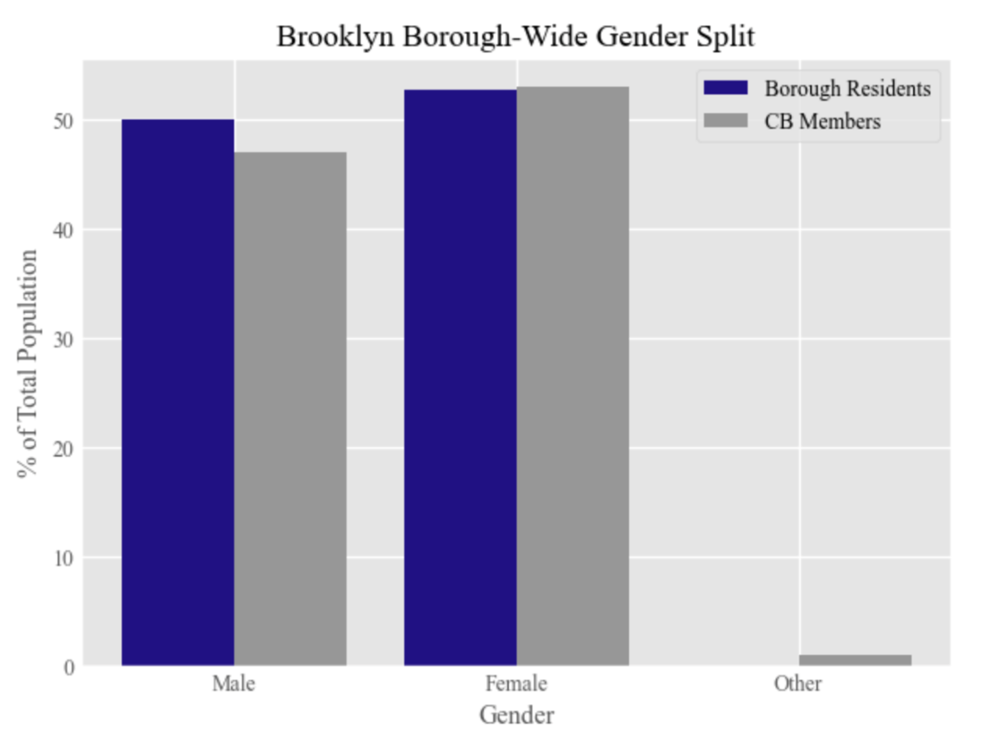 Brooklyn Borough-Wide Gender Split
Borough Residents
CB Members
50
40
30
20
10
0
% of Total Population
Male
Female
Other
Gender